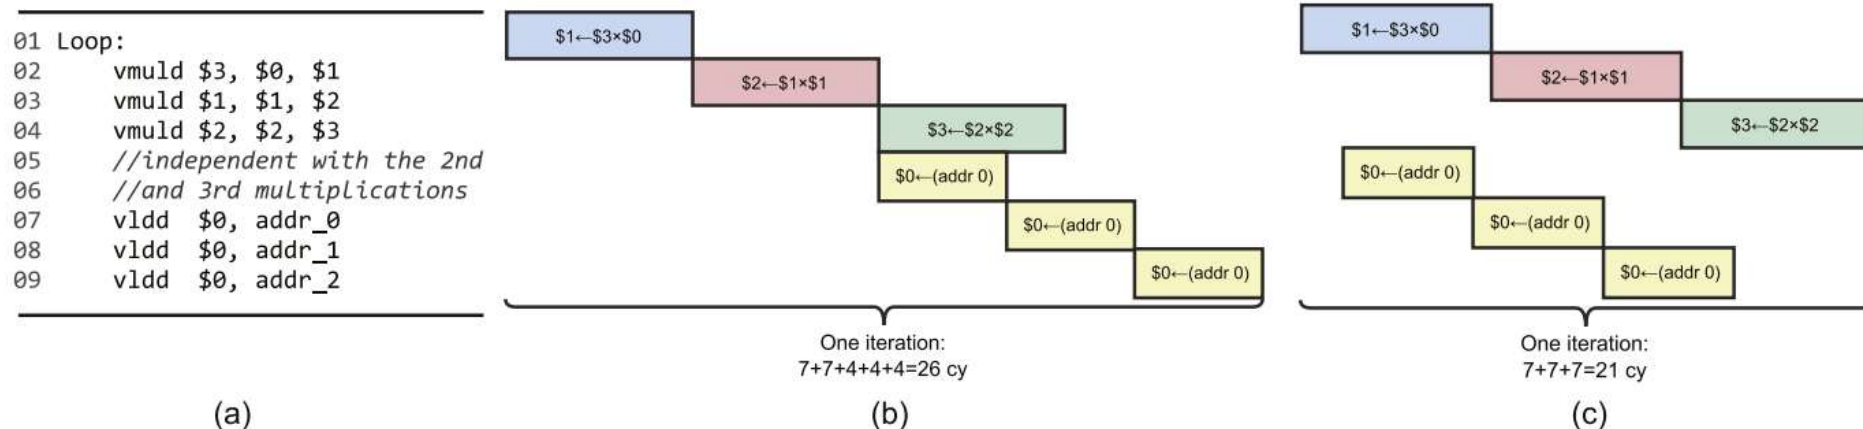 01 Loop:
02 vmuld $3, $0, $1
03 vmuld $1, $1, $2
04 vmuld $2, $2, $3
05 //independent with the 2nd
06 //and 3rd multiplications
07 vldd $0, addr_0
08 vldd $0, addr_1
09 vldd $0, addr_2
(a)
$1←$3×$0
$2←$1×$1
$3←$2×$2
$0←(addr 0)
$0←(addr 0)
$0←(addr 0)
One iteration:
7+7+4+4+4=26 cy
(b)
$1←$3×$0
$2←$1×$1
$3←$2×$2
$0←(addr 0)
$0←(addr 0)
$0←(addr 0)
One iteration:
7+7+7=21 cy
(c)